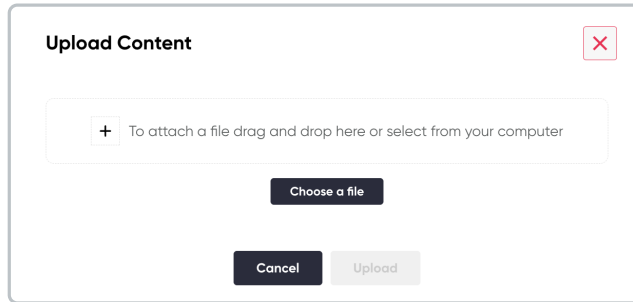 Upload Content
To attach a file drag and drop here or select from your computer
Choose a file
Cancel
Upload